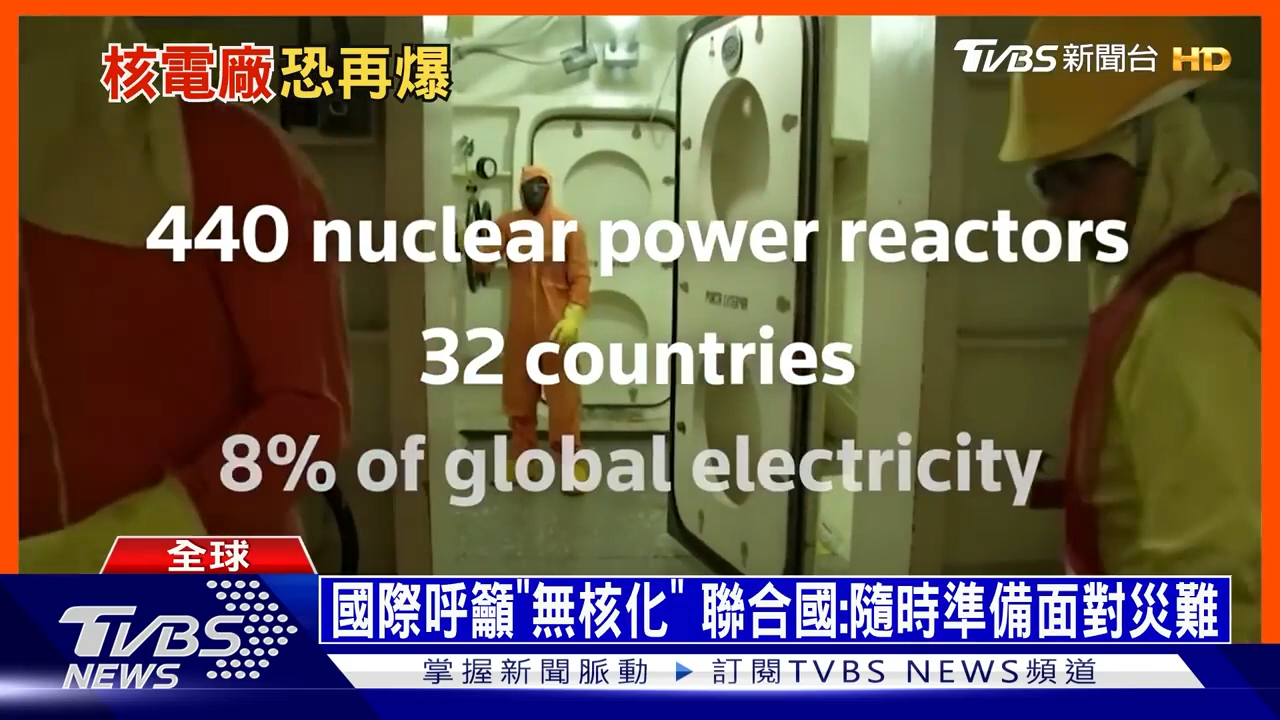 核電廠恐再爆
TVBS新聞台 HD
440 nuclear power reactors
32 countries
8% of global electricity
全球
TVBS NEWS
國際呼籲"無核化" 聯合國:隨時準備面對災難
掌握新聞脈動 ▶ 訂閱TVBS NEWS頻道